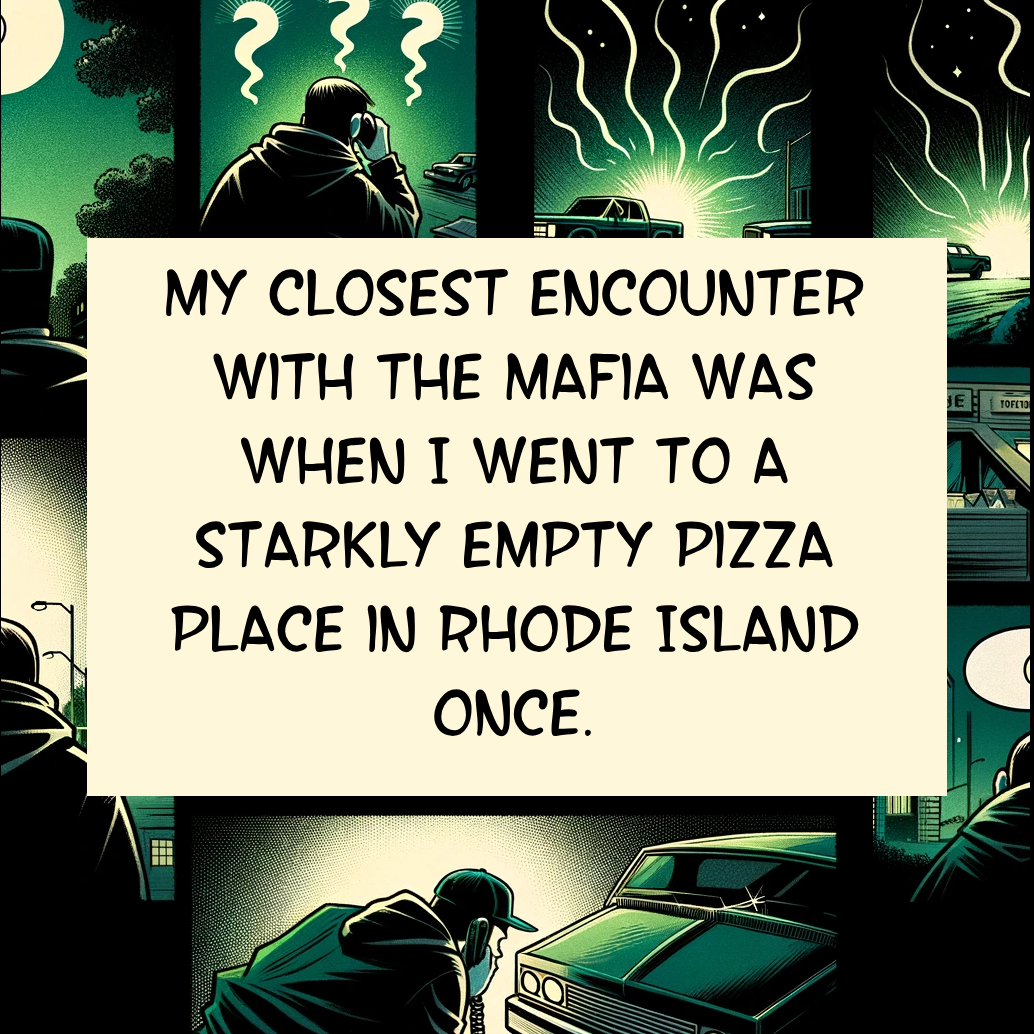 MY CLOSEST ENCOUNTER
WITH THE MAFIA WAS
WHEN I WENT TO A
STARKLY EMPTY PIZZA
PLACE IN RHODE ISLAND
ONCE.